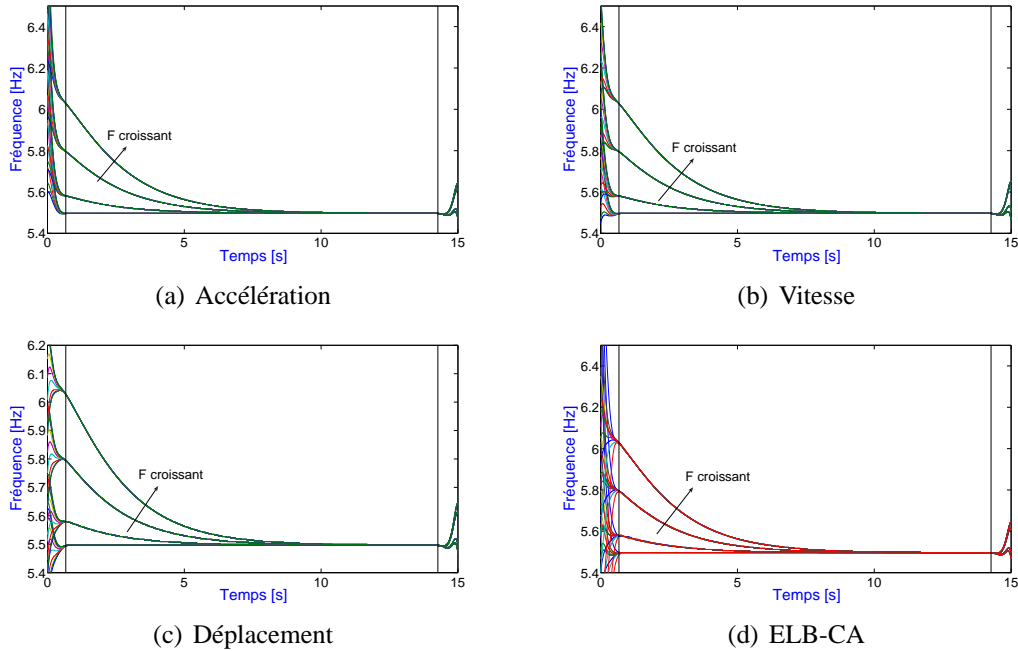 6.4
6.2
6
5.8
5.6
5.4
Fréquence [Hz]
F croissant
0
5
10
15
Temps [s]
(a) Accélération
6.4
6.2
6
5.8
5.6
5.4
Fréquence [Hz]
F croissant
0
5
10
15
Temps [s]
(b) Vitesse
6.2
6.1
6
5.9
5.8
5.7
5.6
5.5
5.4
Fréquence [Hz]
F croissant
0
5
10
15
Temps [s]
(c) Déplacement
6.4
6.2
6
5.8
5.6
5.4
Fréquence [Hz]
F croissant
0
5
10
15
Temps [s]
(d) ELB-CA